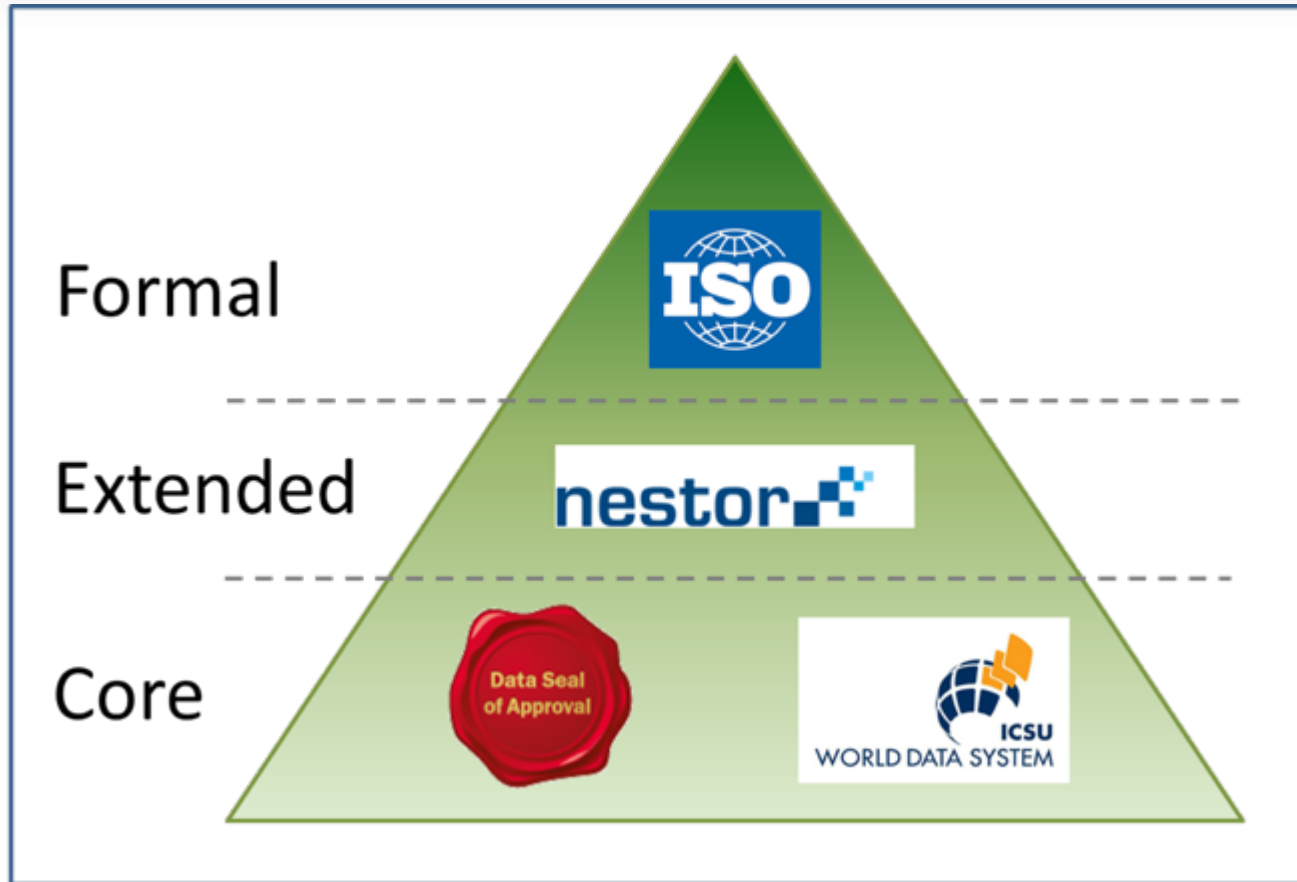 Formal
ISO
Extended
nestor
Core
Data Seal
of Approval
ICSU
WORLD DATA SYSTEM